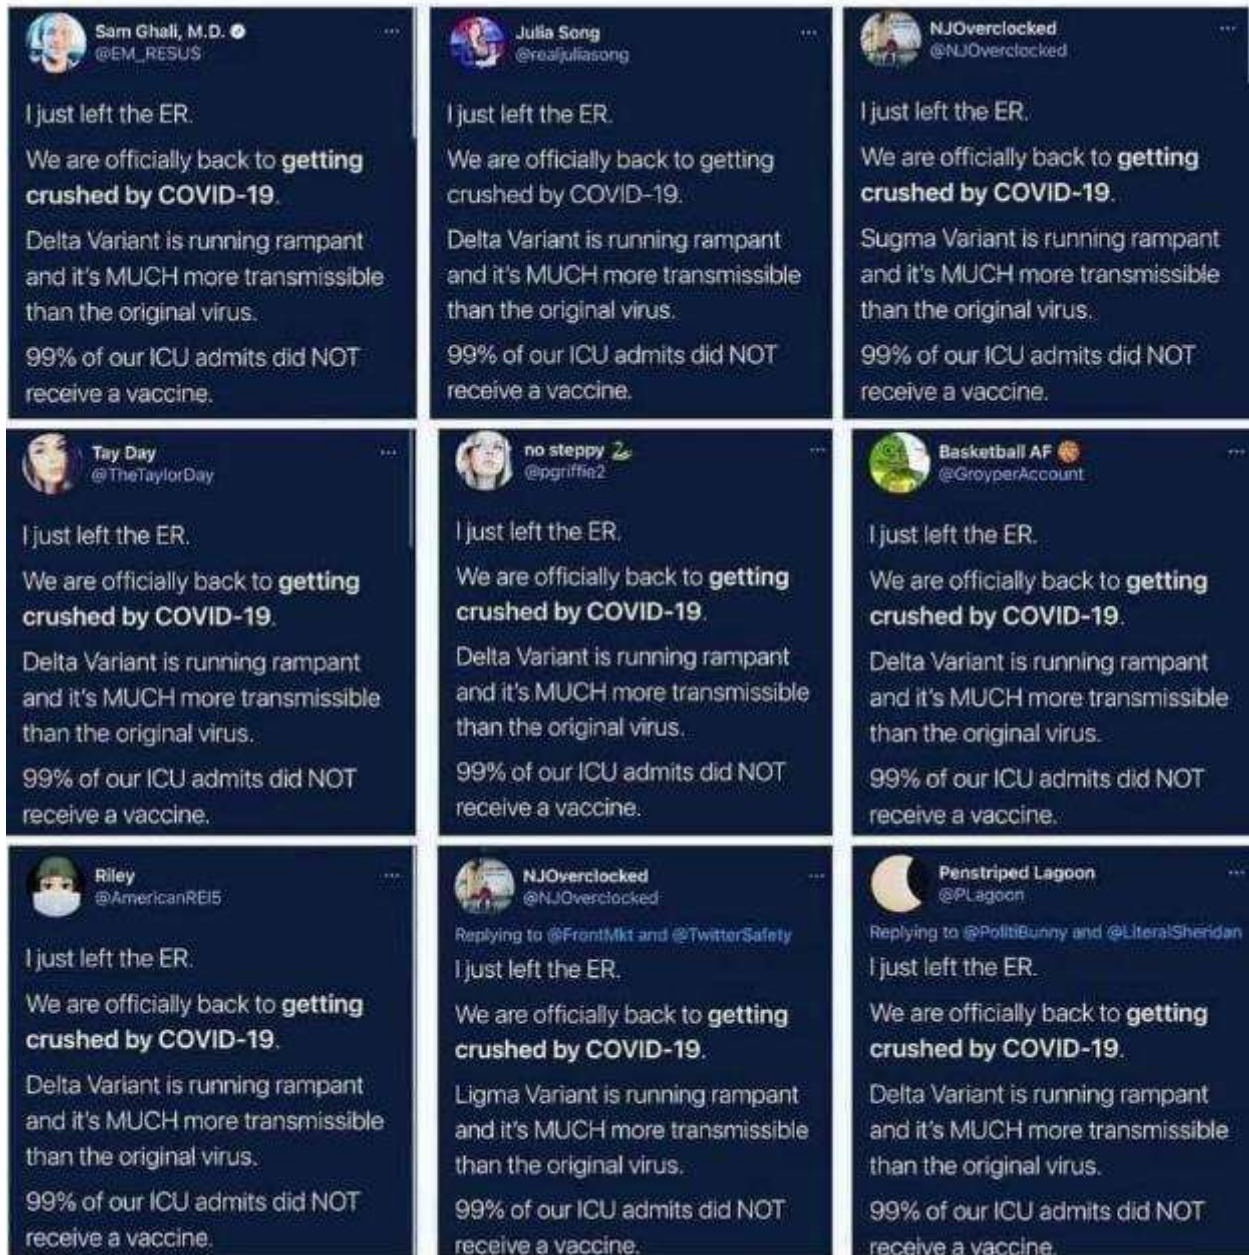 Sam Ghali, M.D.
@EM_RESUS
I just left the ER.
We are officially back to getting
crushed by COVID-19.
Delta Variant is running rampant
and it's MUCH more transmissible
than the original virus.
99% of our ICU admits did NOT
receive a vaccine.
Julia Song
@realjuliasong
I just left the ER.
We are officially back to getting
crushed by COVID-19.
Delta Variant is running rampant
and it's MUCH more transmissible
than the original virus.
99% of our ICU admits did NOT
receive a vaccine.
NJOverclocked
@NJOverclocked
I just left the ER.
We are officially back to getting
crushed by COVID-19.
Sugma Variant is running rampant
and it's MUCH more transmissible
than the original virus.
99% of our ICU admits did NOT
receive a vaccine.
Tay Day
@TheTaylorDay
I just left the ER.
We are officially back to getting
crushed by COVID-19.
Delta Variant is running rampant
and it's MUCH more transmissible
than the original virus.
99% of our ICU admits did NOT
receive a vaccine.
no steppy
@pgriffie2
I just left the ER.
We are officially back to getting
crushed by COVID-19.
Delta Variant is running rampant
and it's MUCH more transmissible
than the original virus.
99% of our ICU admits did NOT
receive a vaccine.
Basketball AF
@GroyperAccount
I just left the ER.
We are officially back to getting
crushed by COVID-19.
Delta Variant is running rampant
and it's MUCH more transmissible
than the original virus.
99% of our ICU admits did NOT
receive a vaccine.
Riley
@AmericanREI5
I just left the ER.
We are officially back to getting
crushed by COVID-19.
Delta Variant is running rampant
and it's MUCH more transmissible
than the original virus.
99% of our ICU admits did NOT
receive a vaccine.
NJOverclocked
@NJOverclocked
Replying to @FrontMkt and @TwitterSafety
I just left the ER.
We are officially back to getting
crushed by COVID-19.
Ligma Variant is running rampant
and it's MUCH more transmissible
than the original virus.
99% of our ICU admits did NOT
receive a vaccine.
Penstriped Lagoon
@PLagoon
Replying to @PolitiBunny and @LiteralSheridan
I just left the ER.
We are officially back to getting
crushed by COVID-19.
Delta Variant is running rampant
and it's MUCH more transmissible
than the original virus.
99% of our ICU admits did NOT
receive a vaccine.